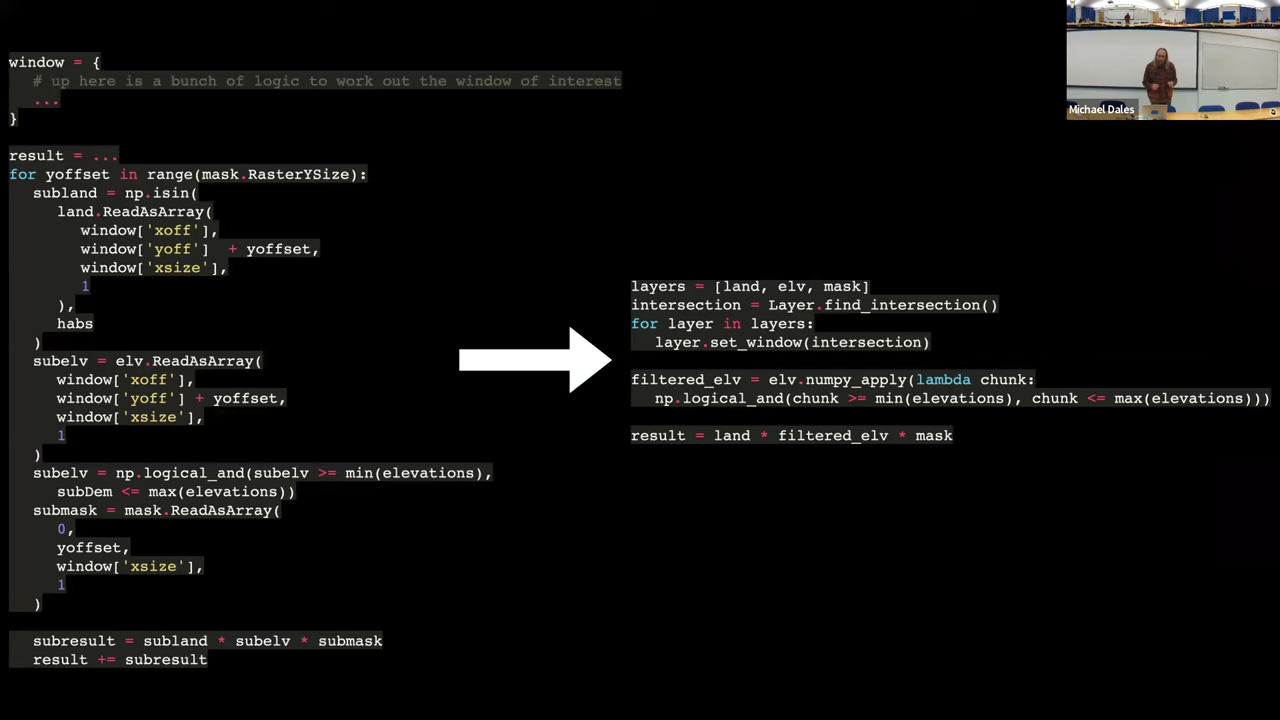 window = {
    # up here is a bunch of logic to work out the window of interest
    ...
}
result = ...
for yoffset in range(mask.RasterYSize):
    subland = np.isin(
        land.ReadAsArray(
            window['xoff'],
            window['yoff']  + yoffset,
            window['xsize'],
            1
        ),
        habs
    )
    subelv = elv.ReadAsArray(
        window['xoff'],
        window['yoff'] + yoffset,
        window['xsize'],
        1
    )
    subelv = np.logical_and(subelv >= min(elevations),
        subDem <= max(elevations))
    submask = mask.ReadAsArray(
        0,
        yoffset,
        window['xsize'],
        1
    )
    subresult = subland * subelv * submask
    result += subresult
layers = [land, elv, mask]
intersection = Layer.find_intersection()
for layer in layers:
    layer.set_window(intersection)
filtered_elv = elv.numpy_apply(lambda chunk:
    np.logical_and(chunk >= min(elevations), chunk <= max(elevations)))
result = land * filtered_elv * mask
Michael Dales